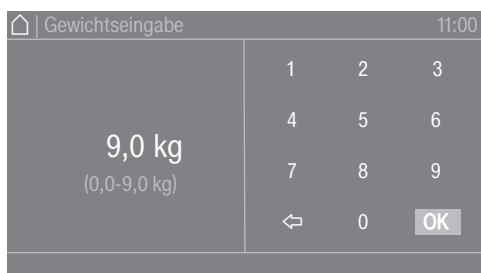 | Gewichtseingabe 11:00
9,0 kg
(0,0-9,0 kg)
1 2 3
4 5 6
7 8 9
0 OK